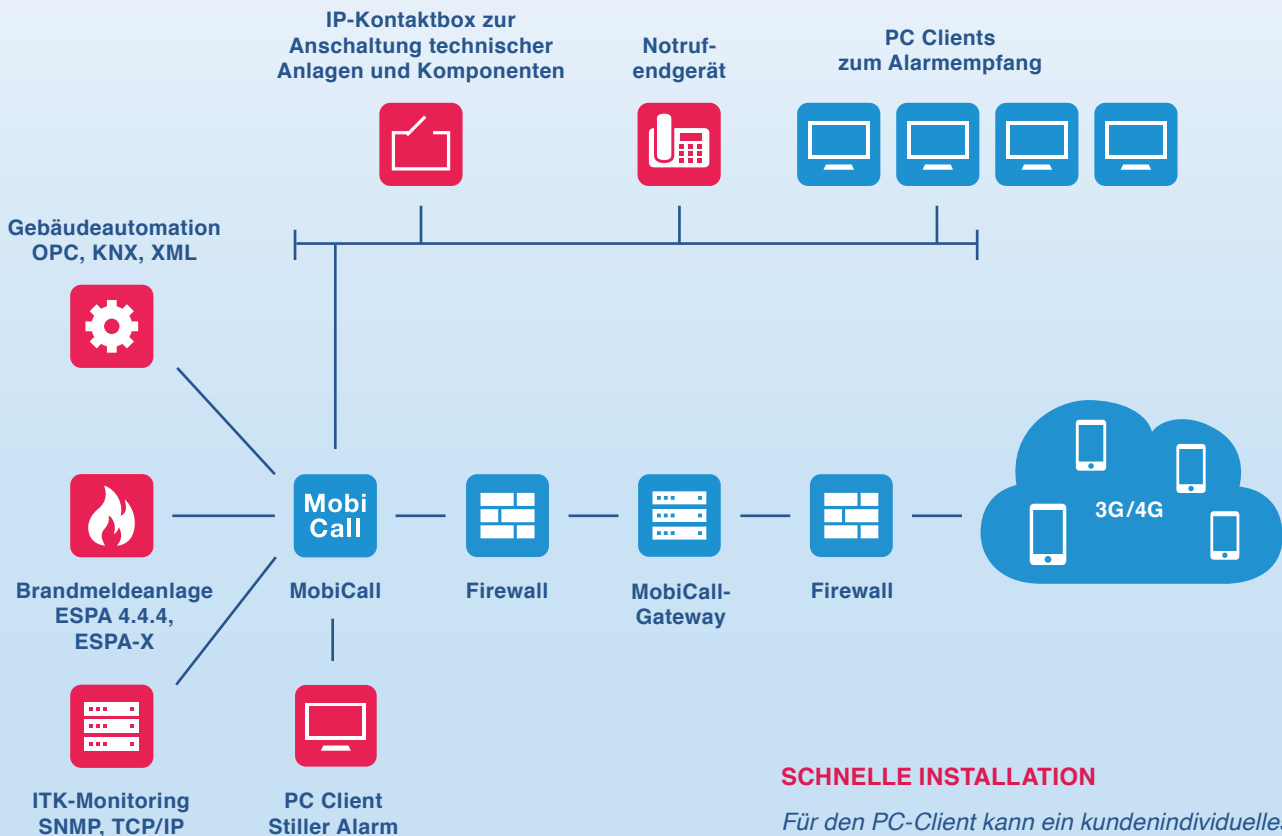 IP-Kontaktbox zur
Anschaltung technischer
Anlagen und Komponenten
Notruf-
endgerät
PC Clients
zum Alarmempfang
Gebäudeautomation
OPC, KNX, XML
Mobi
Call
3G/4G
Brandmeldeanlage
ESPA 4.4.4,
ESPA-X
MobiCall
Firewall
MobiCall-
Gateway
Firewall
ITK-Monitoring
SNMP, TCP/IP
PC Client
Stiller Alarm
SCHNELLE INSTALLATION
Für den PC-Client kann ein kundenindividuelles